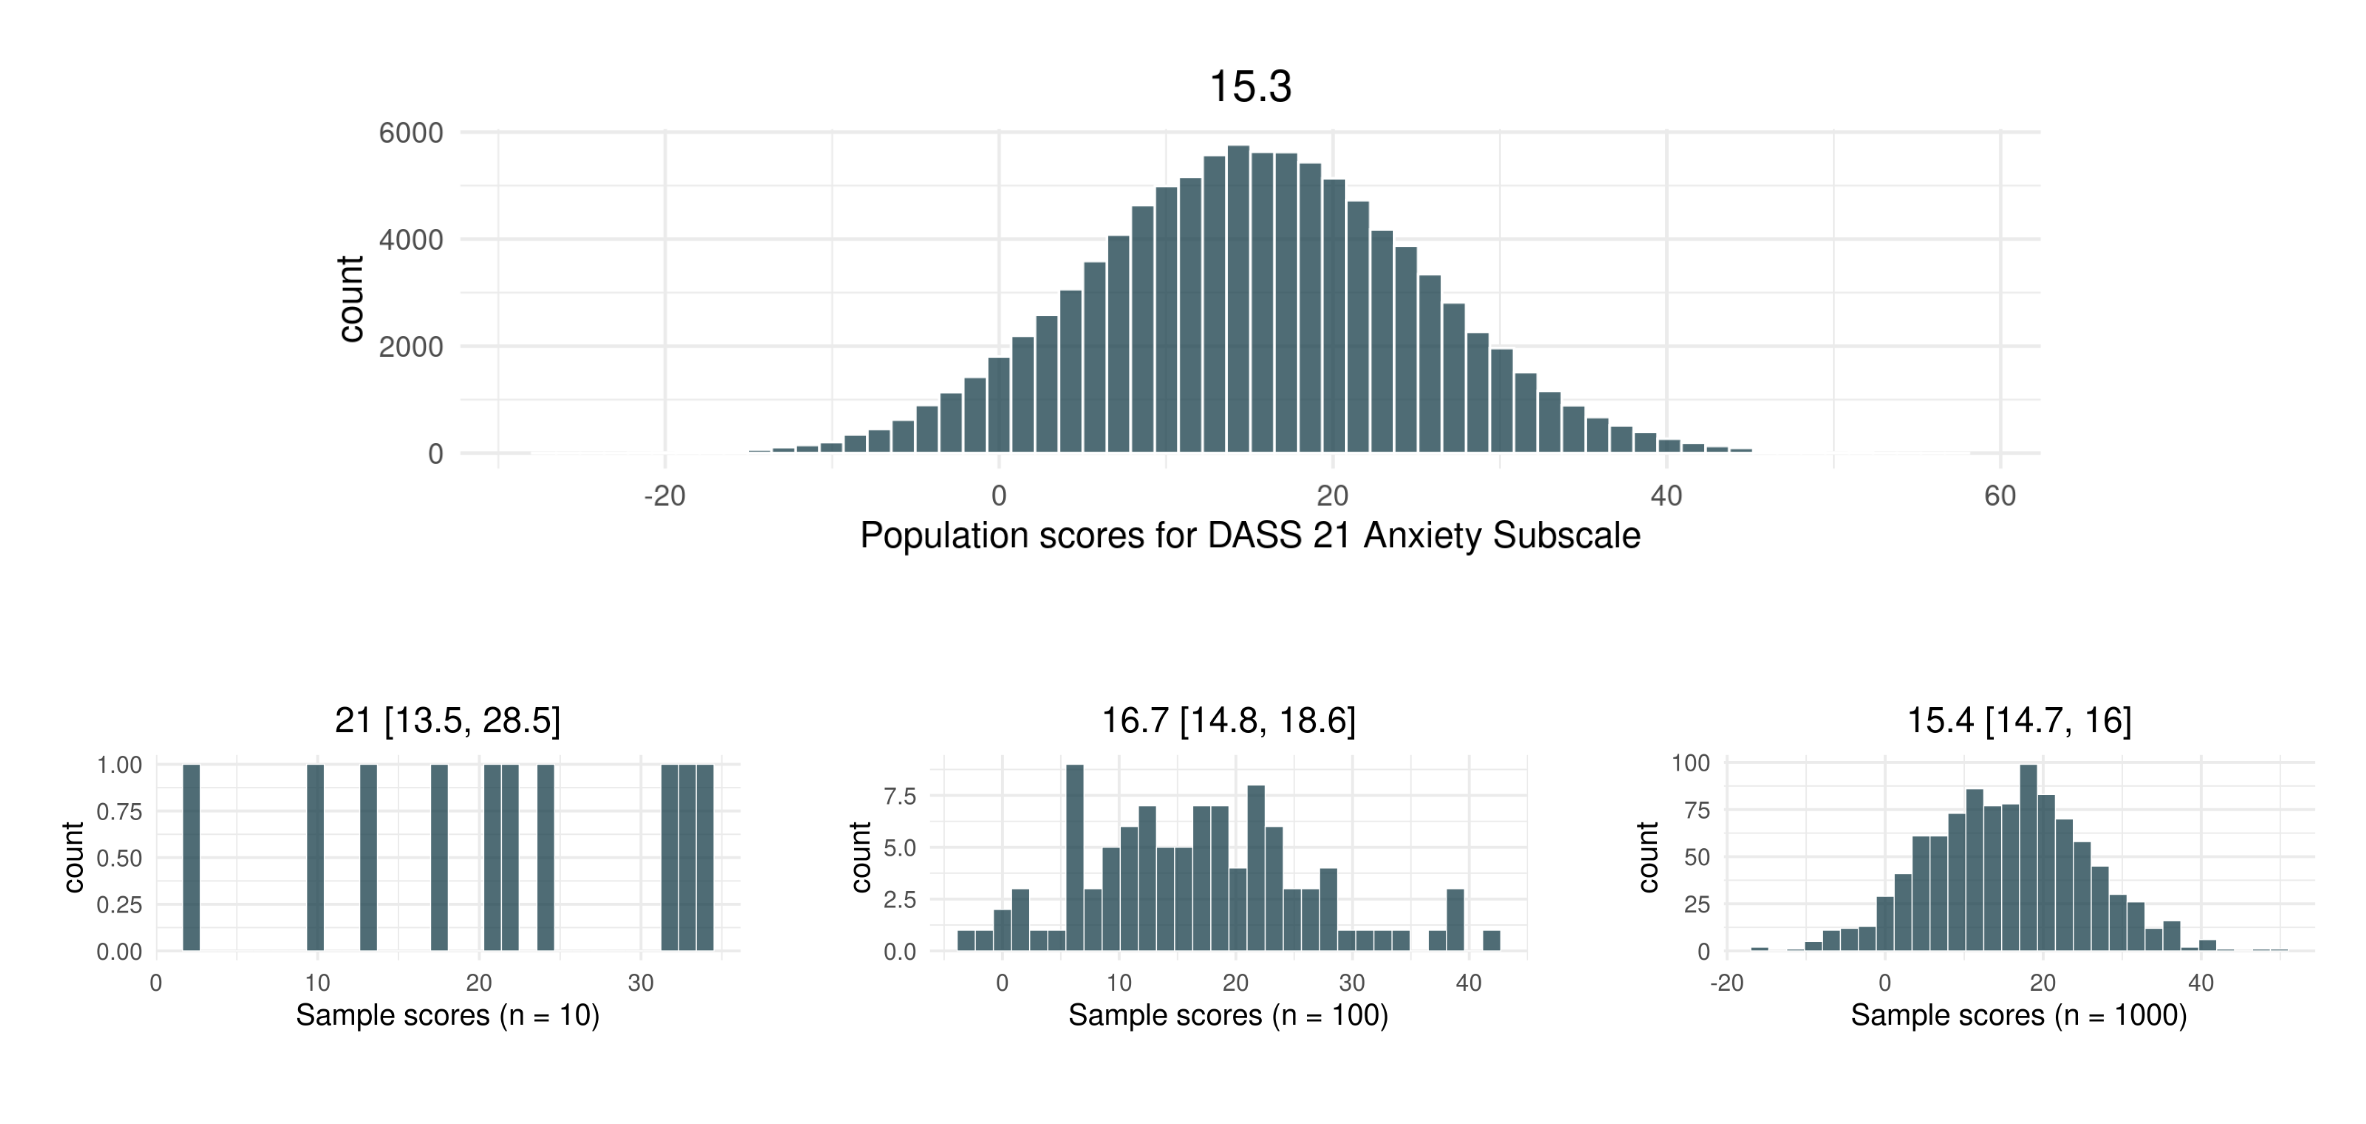 15.3
6000
4000
2000
0
count
-20 0 20 40 60
Population scores for DASS 21 Anxiety Subscale
21 [13.5, 28.5]
1.00
0.75
0.50
0.25
0.00
count
0 10 20 30
Sample scores (n = 10)
16.7 [14.8, 18.6]
7.5
5.0
2.5
0.0
count
0 10 20 30 40
Sample scores (n = 100)
15.4 [14.7, 16]
100
75
50
25
0
count
-20 0 20 40
Sample scores (n = 1000)